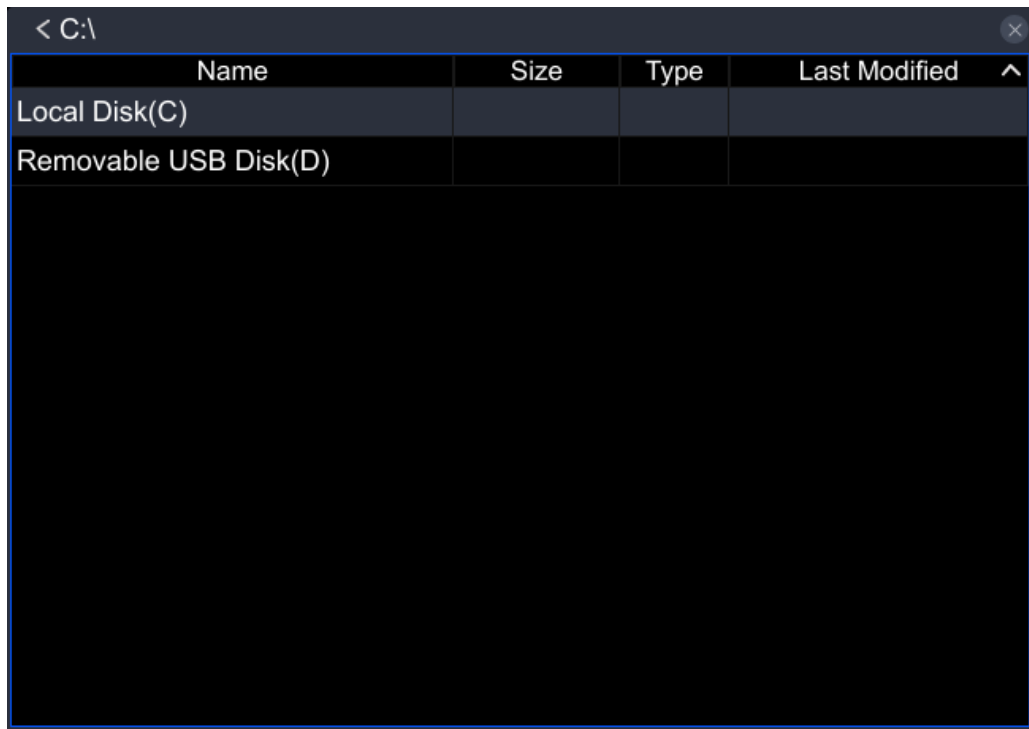 < C:\
Name Size Type Last Modified
Local Disk(C)
Removable USB Disk(D)